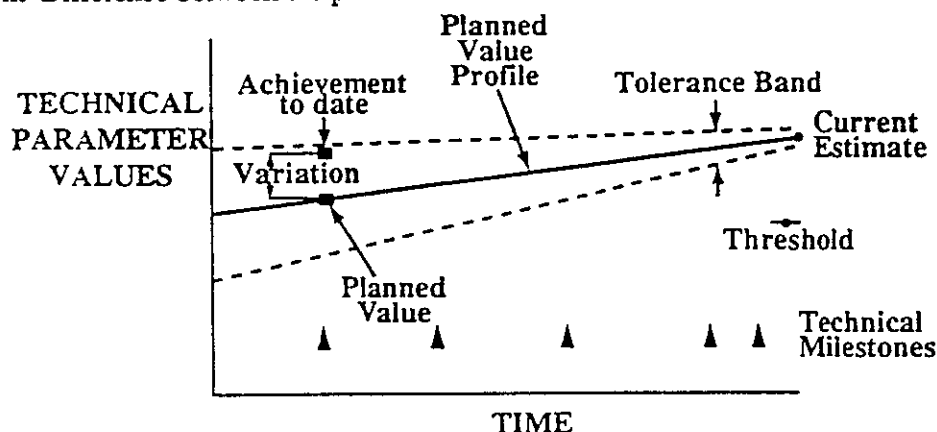 Planned
Value
Profile
Achievement
to date
Tolerance Band
TECHNICAL
PARAMETER
VALUES
Current
Estimate
Variation
Threshold
Planned
Value
Technical
Milestones
TIME